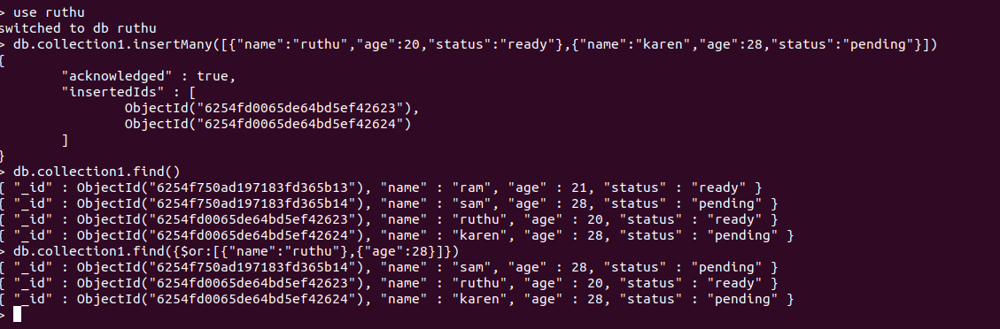 > use ruthu
switched to db ruthu
> db.collection1.insertMany([{"name":"ruthu","age":20,"status":"ready"},{"name":"karen","age":28,"status":"pending"}])
{
        "acknowledged" : true,
        "insertedIds" : [
                ObjectId("6254fd0065de64bd5ef42623"),
                ObjectId("6254fd0065de64bd5ef42624")
        ]
}
> db.collection1.find()
{ "_id" : ObjectId("6254f750ad197183fd365b13"), "name" : "ram", "age" : 21, "status" : "ready" }
{ "_id" : ObjectId("6254f750ad197183fd365b14"), "name" : "sam", "age" : 28, "status" : "pending" }
{ "_id" : ObjectId("6254fd0065de64bd5ef42623"), "name" : "ruthu", "age" : 20, "status" : "ready" }
{ "_id" : ObjectId("6254fd0065de64bd5ef42624"), "name" : "karen", "age" : 28, "status" : "pending" }
> db.collection1.find({$or:[{"name":"ruthu"},{"age":28}]})
{ "_id" : ObjectId("6254f750ad197183fd365b14"), "name" : "sam", "age" : 28, "status" : "pending" }
{ "_id" : ObjectId("6254fd0065de64bd5ef42623"), "name" : "ruthu", "age" : 20, "status" : "ready" }
{ "_id" : ObjectId("6254fd0065de64bd5ef42624"), "name" : "karen", "age" : 28, "status" : "pending" }
>